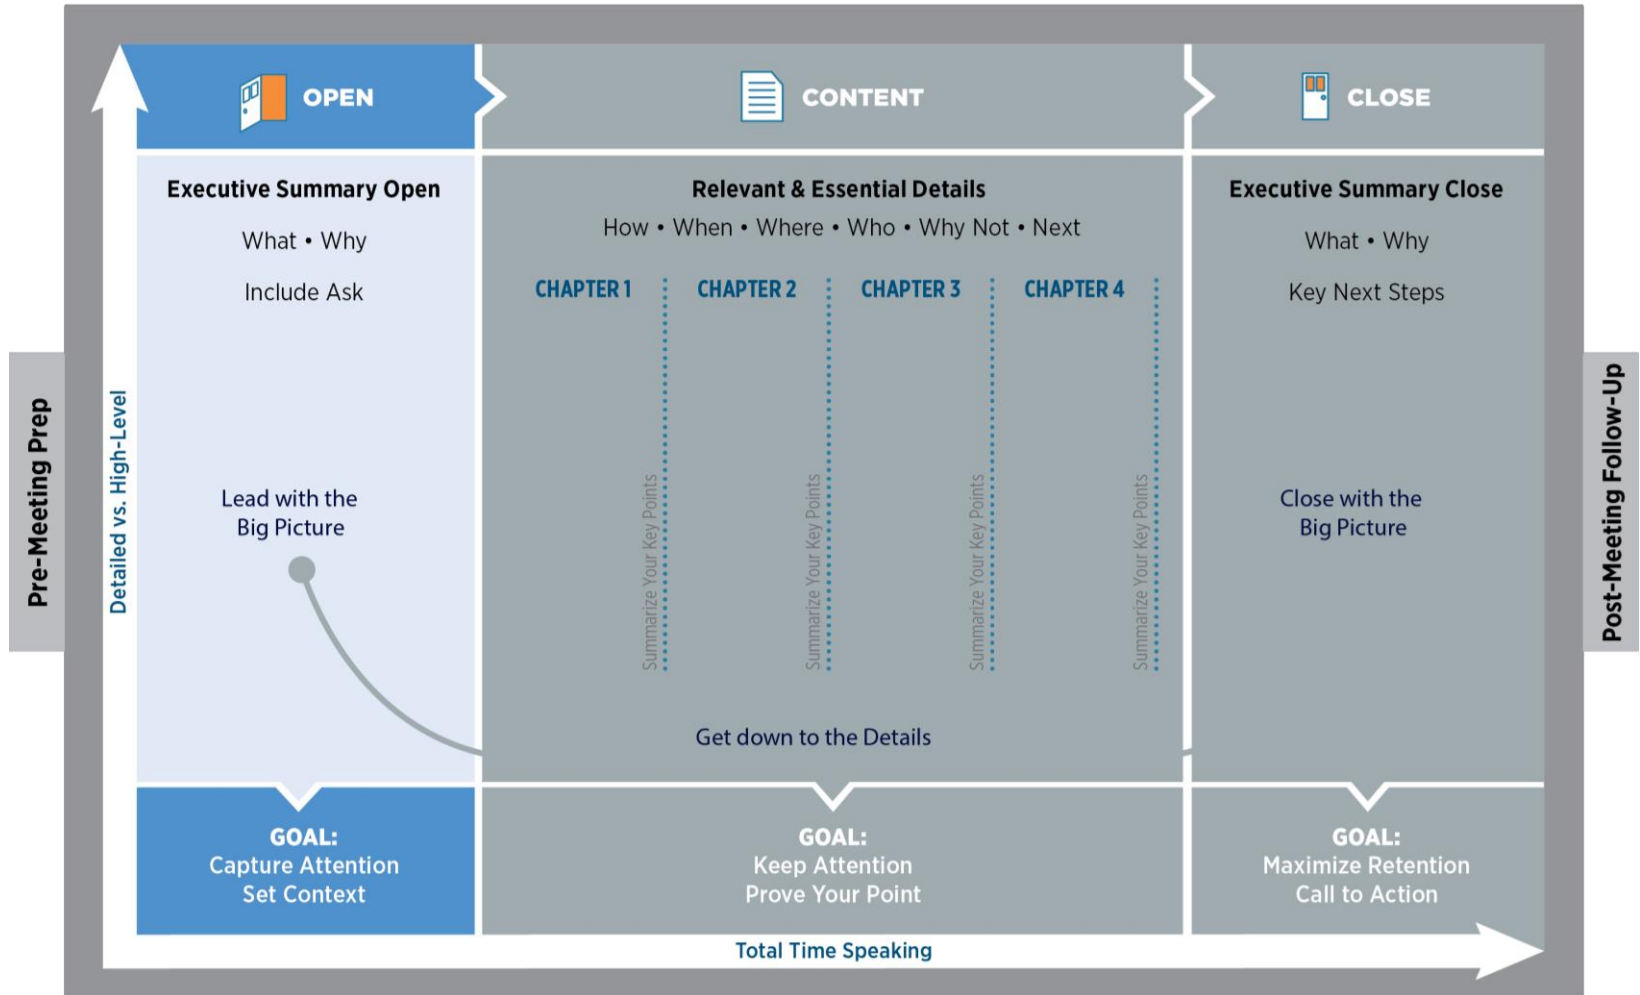 OPEN
CONTENT
CLOSE
Executive Summary Open
What • Why
Include Ask
Relevant & Essential Details
How • When • Where • Who • Why Not • Next
Executive Summary Close
What • Why
Key Next Steps
CHAPTER 1
CHAPTER 2
CHAPTER 3
CHAPTER 4
Pre-Meeting Prep
Detailed vs. High-Level
Lead with the
Big Picture
Summarize Your Key Points
Summarize Your Key Points
Summarize Your Key Points
Summarize Your Key Points
Close with the
Big Picture
Post-Meeting Follow-Up
Get down to the Details
GOAL:
Capture Attention
Set Context
GOAL:
Keep Attention
Prove Your Point
GOAL:
Maximize Retention
Call to Action
Total Time Speaking